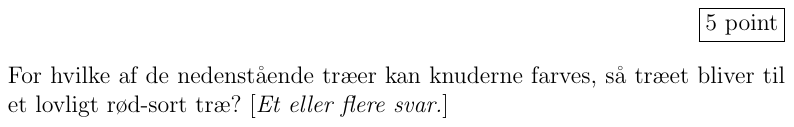 5 point
For hvilke af de nedenstående træer kan knuderne farves, så træet bliver til
et lovligt rød-sort træ? [Et eller flere svar.]